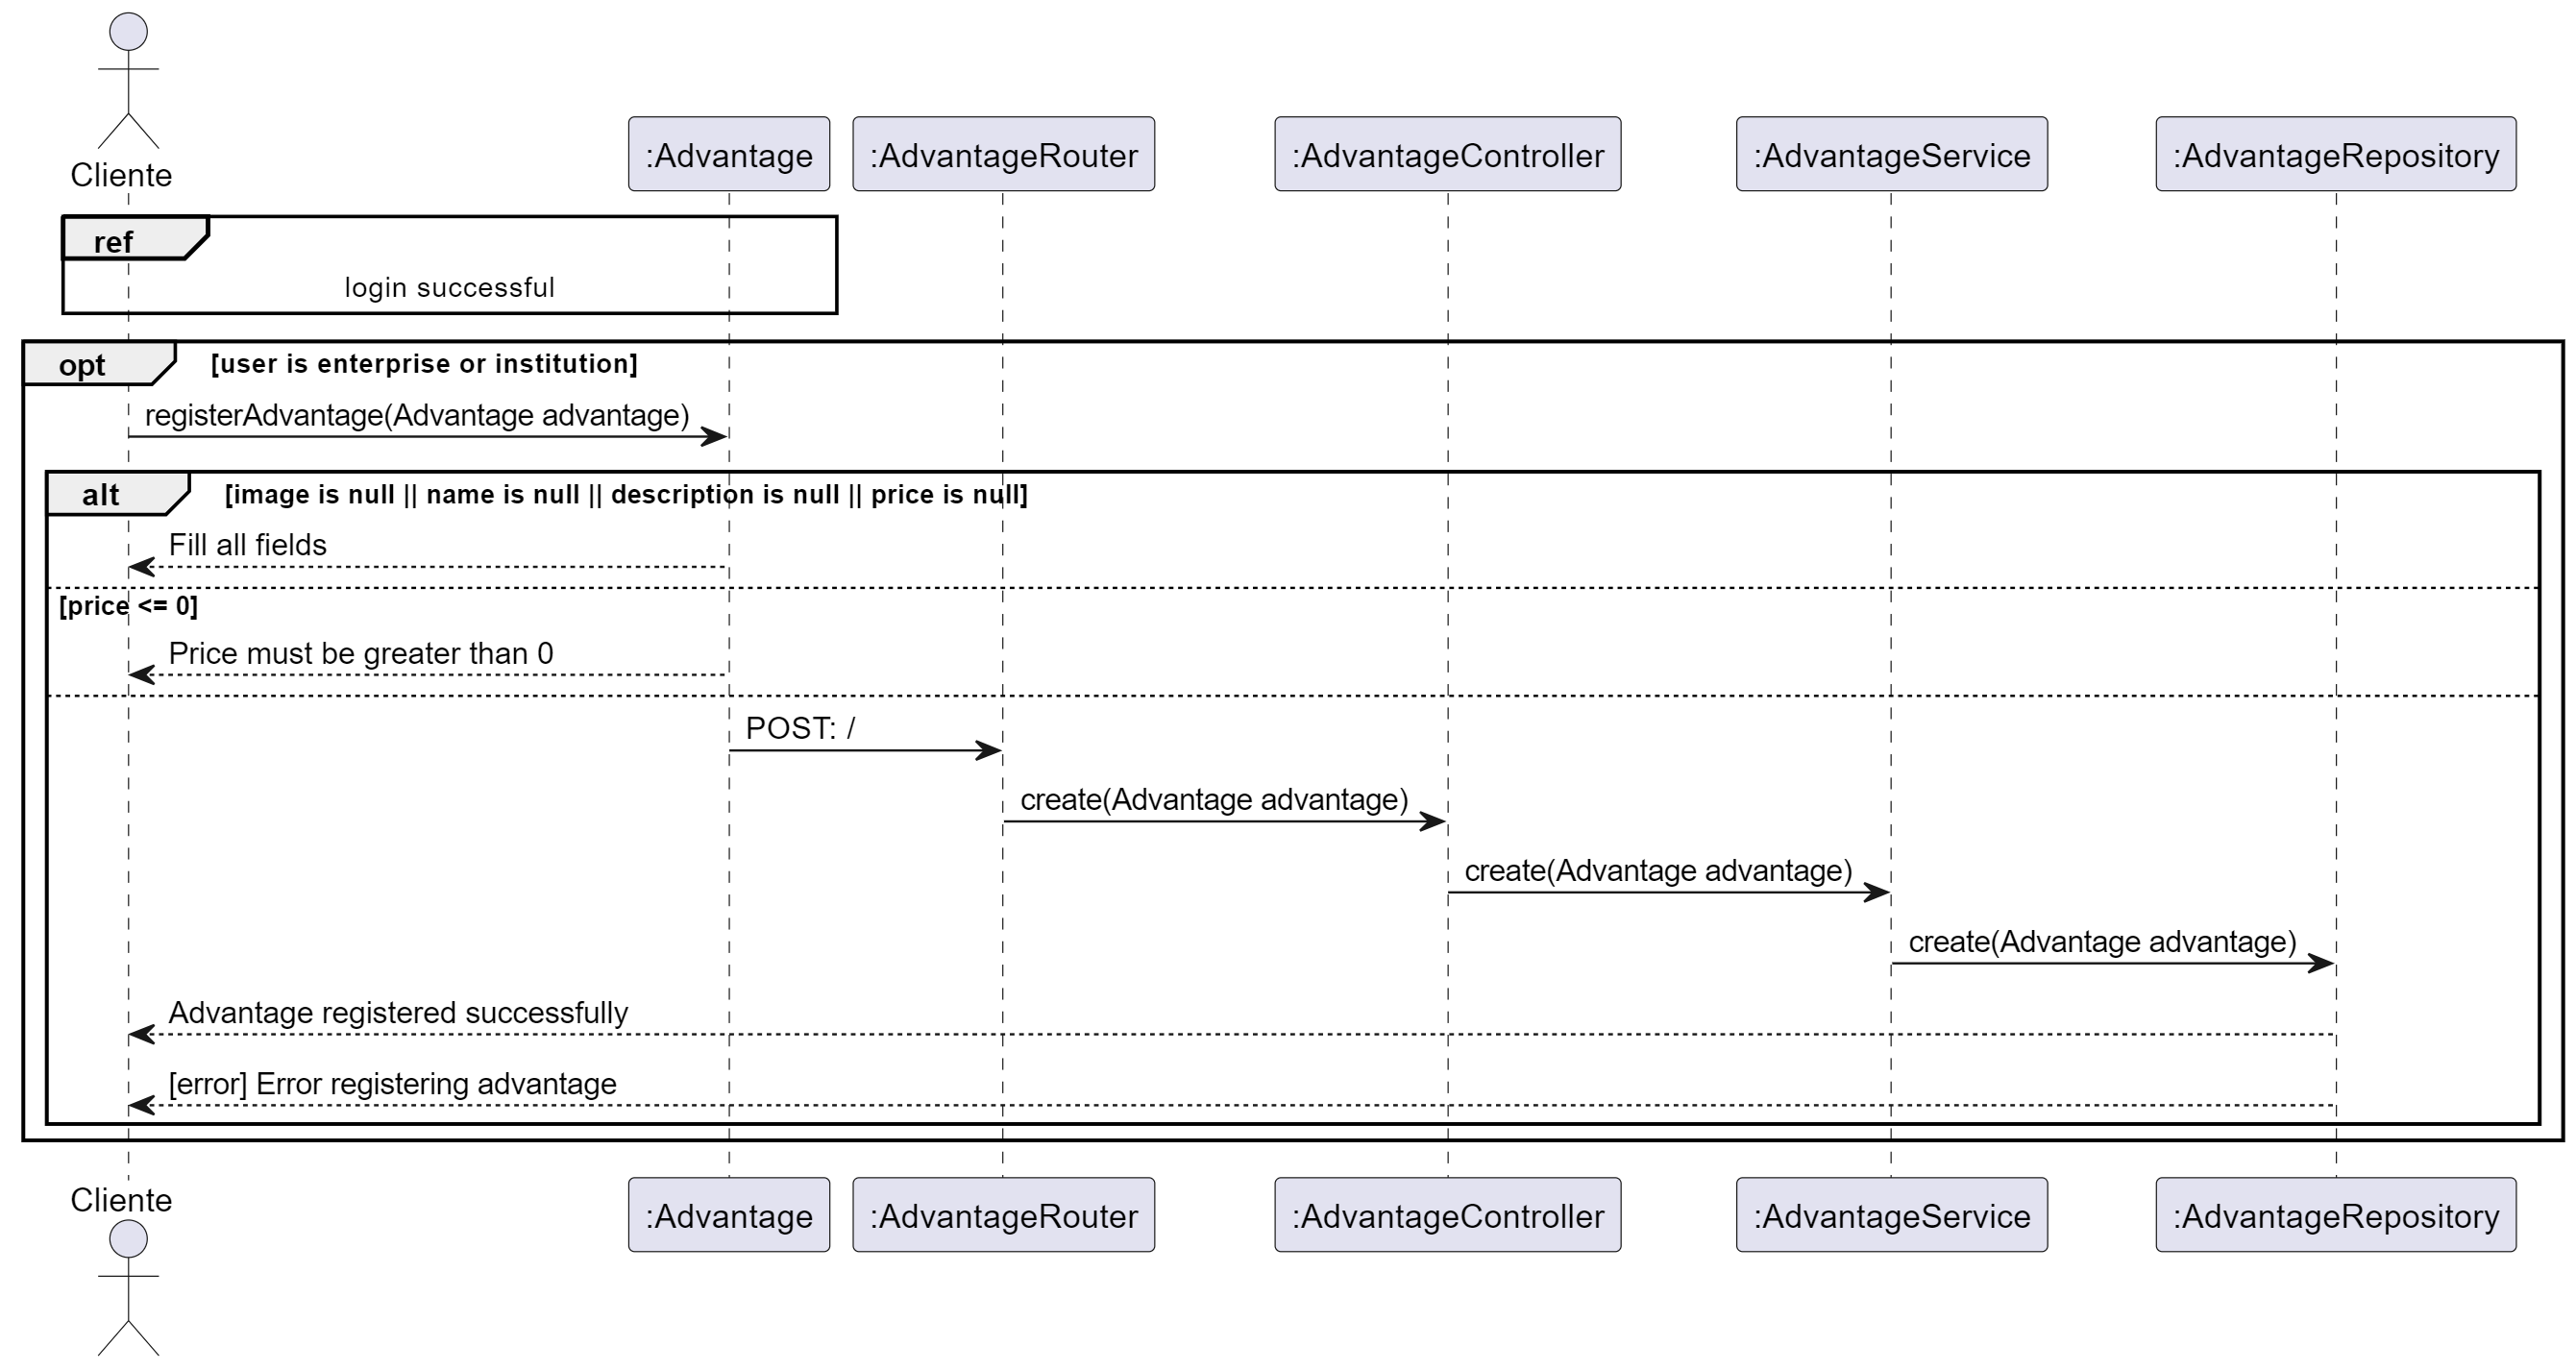 Cliente
:Advantage
:AdvantageRouter
:AdvantageController
:AdvantageService
:AdvantageRepository
ref
login successful
opt
[user is enterprise or institution]
registerAdvantage(Advantage advantage)
alt
[image is null || name is null || description is null || price is null]
Fill all fields
[price <= 0]
Price must be greater than 0
POST: /
create(Advantage advantage)
create(Advantage advantage)
create(Advantage advantage)
Advantage registered successfully
[error] Error registering advantage
Cliente
:Advantage
:AdvantageRouter
:AdvantageController
:AdvantageService
:AdvantageRepository